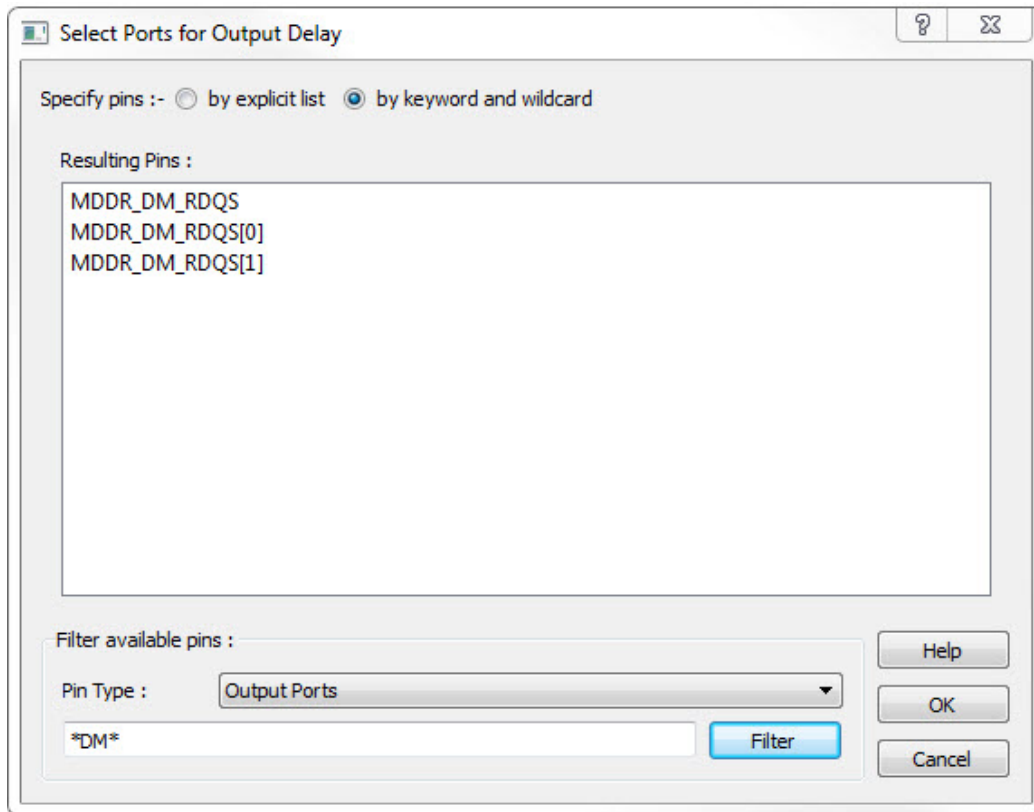 Select Ports for Output Delay
Specify pins :- by explicit list by keyword and wildcard
Resulting Pins :
MDDR_DM_RDQS
MDDR_DM_RDQS[0]
MDDR_DM_RDQS[1]
Filter available pins :
Pin Type : Output Ports
*DM* Filter
Help
OK
Cancel